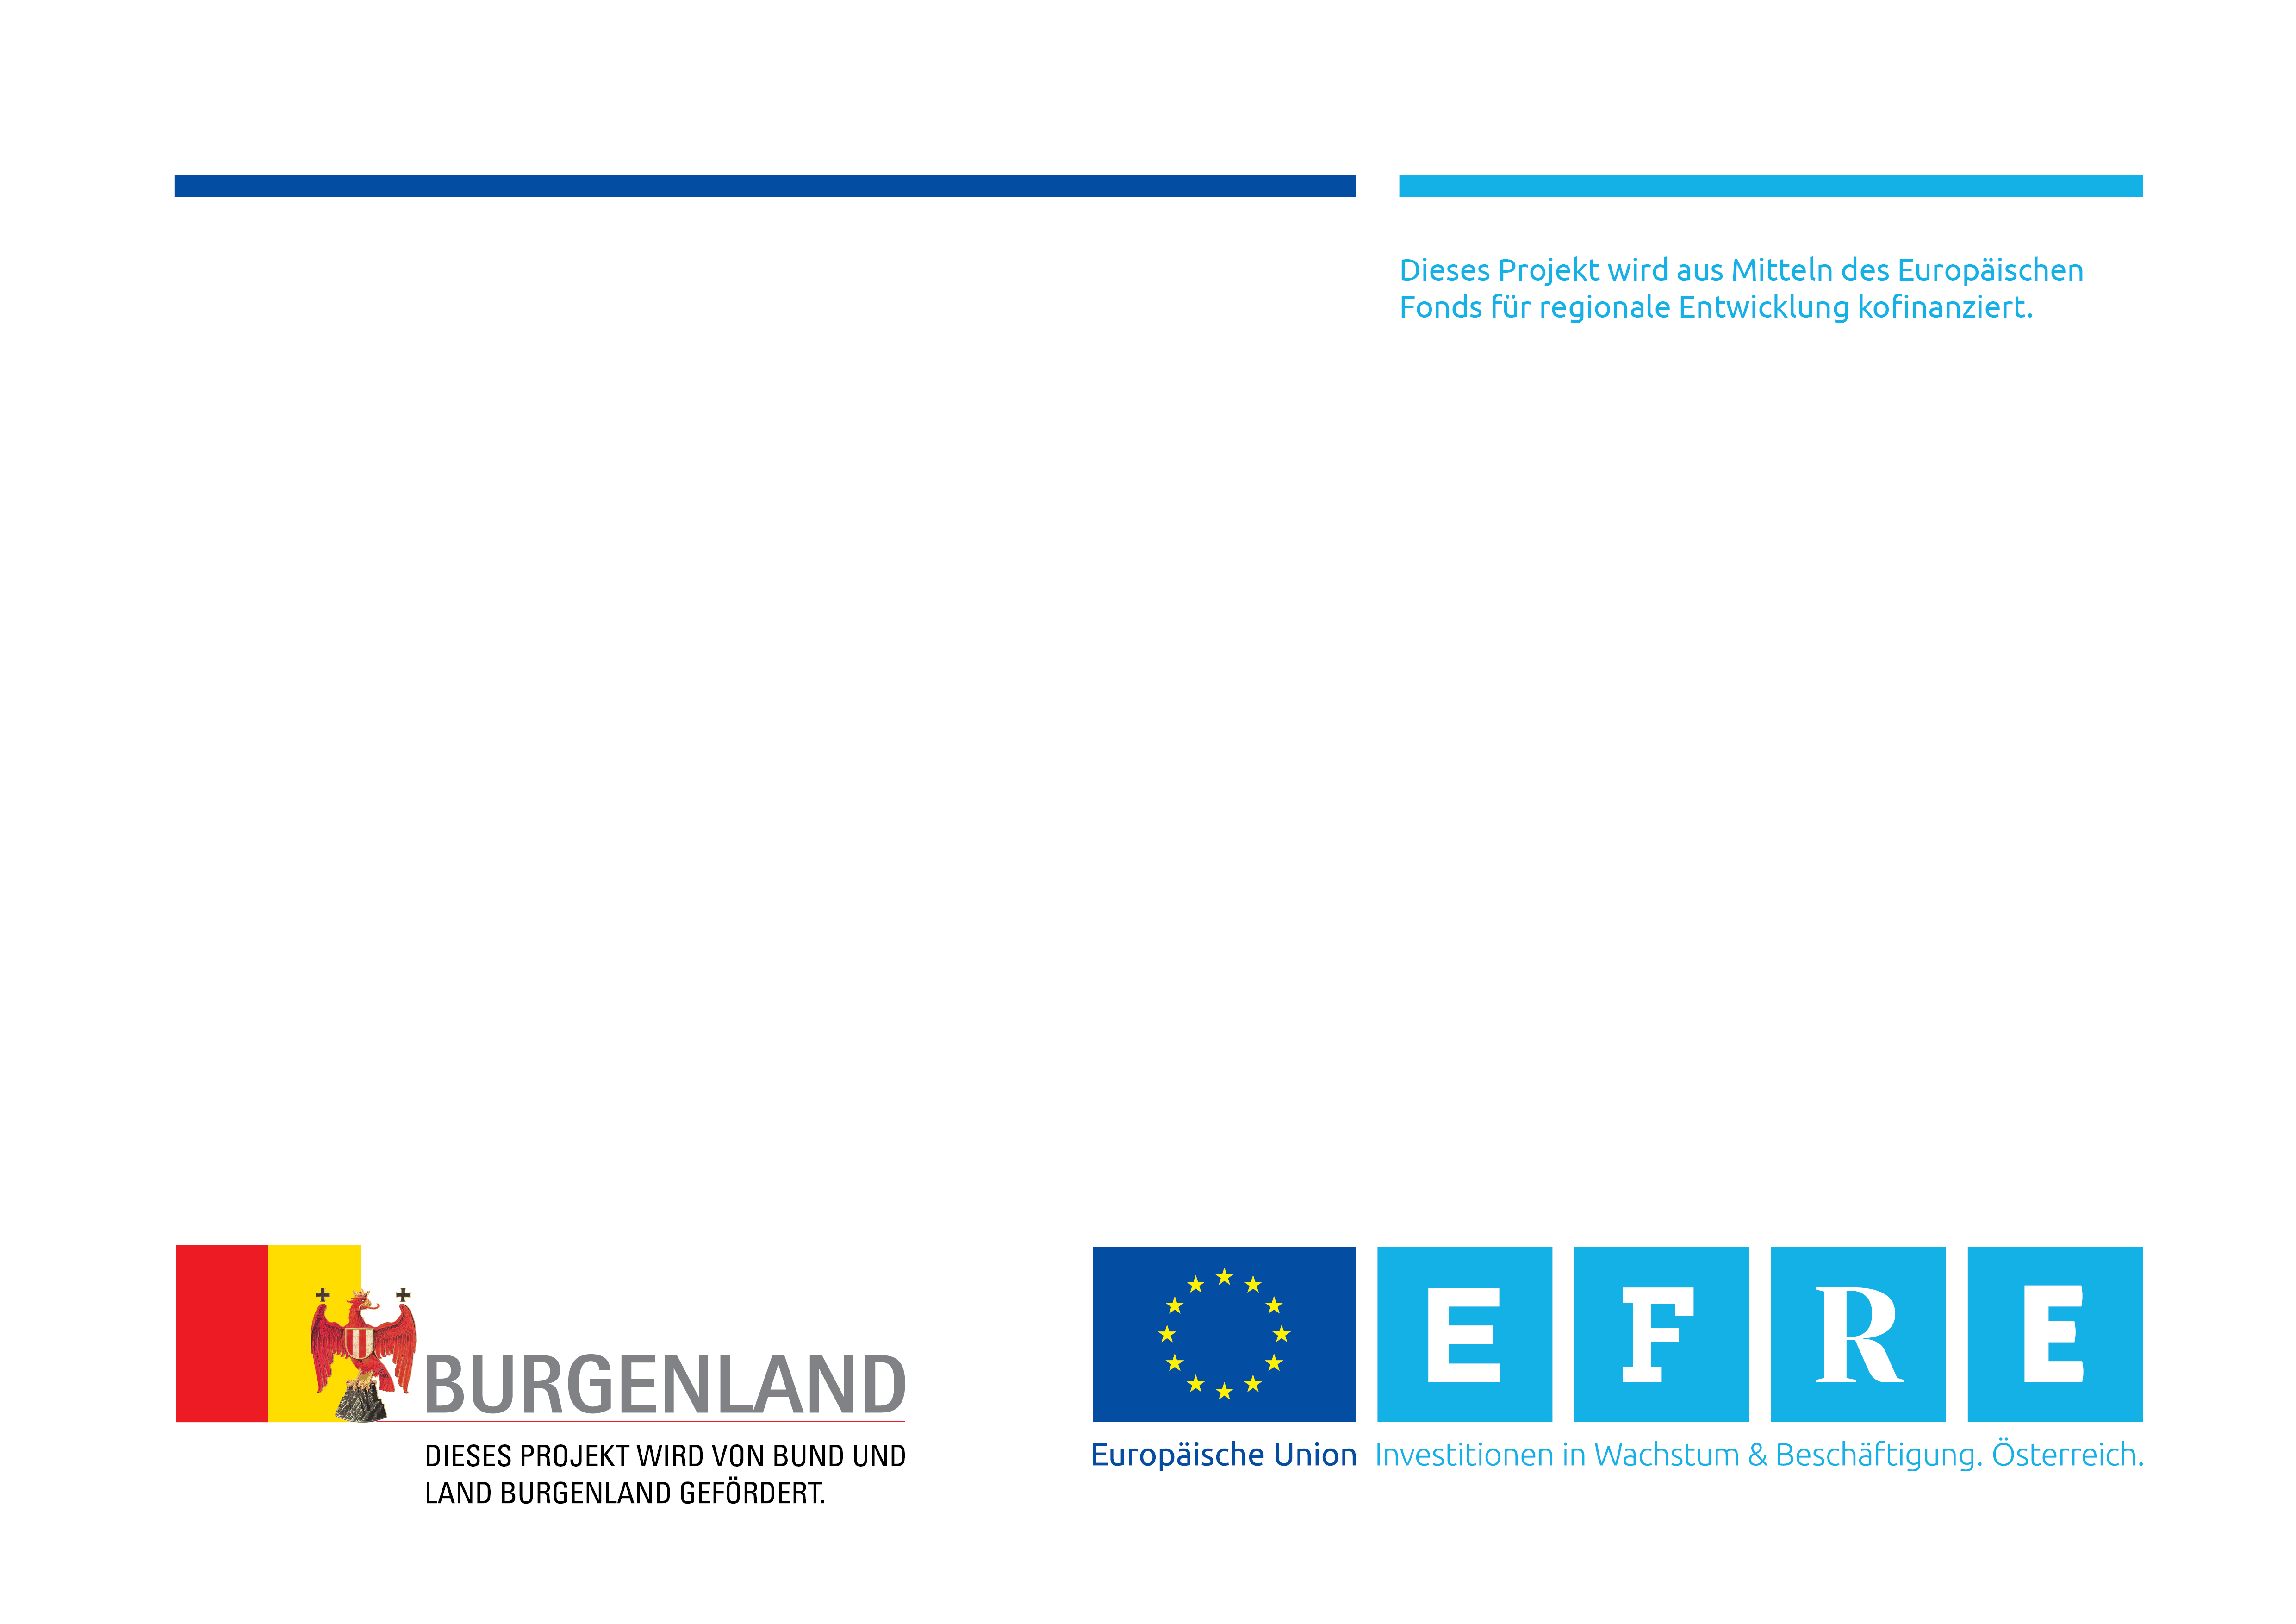 Dieses Projekt wird aus Mitteln des Europäischen
Fonds für regionale Entwicklung kofinanziert.
BURGENLAND
DIESES PROJEKT WIRD VON BUND UND
LAND BURGENLAND GEFÖRDERT.
EFRE
Europäische Union Investitionen in Wachstum & Beschäftigung. Österreich.